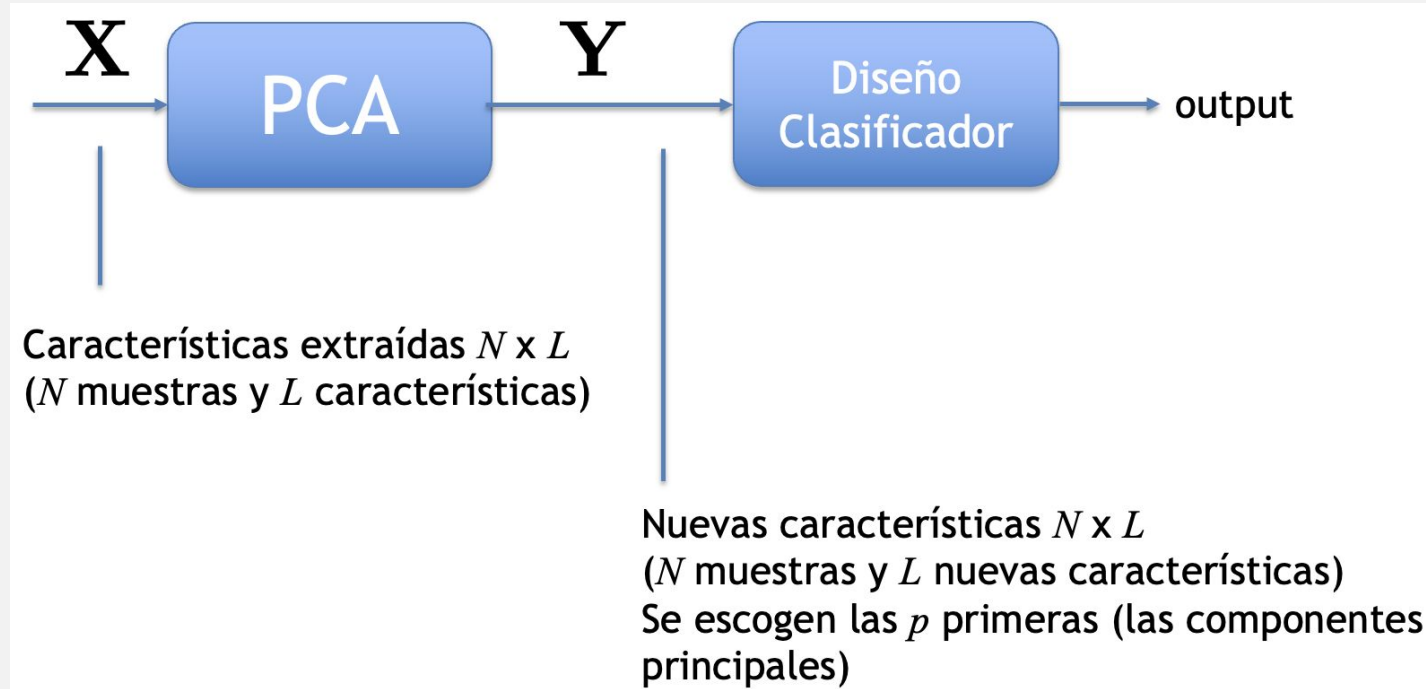 X
PCA
Y
Diseño
Clasificador
output
Características extraídas N x L
(N muestras y L características)
Nuevas características N x L
(N muestras y L nuevas características)
Se escogen las p primeras (las componentes
principales)